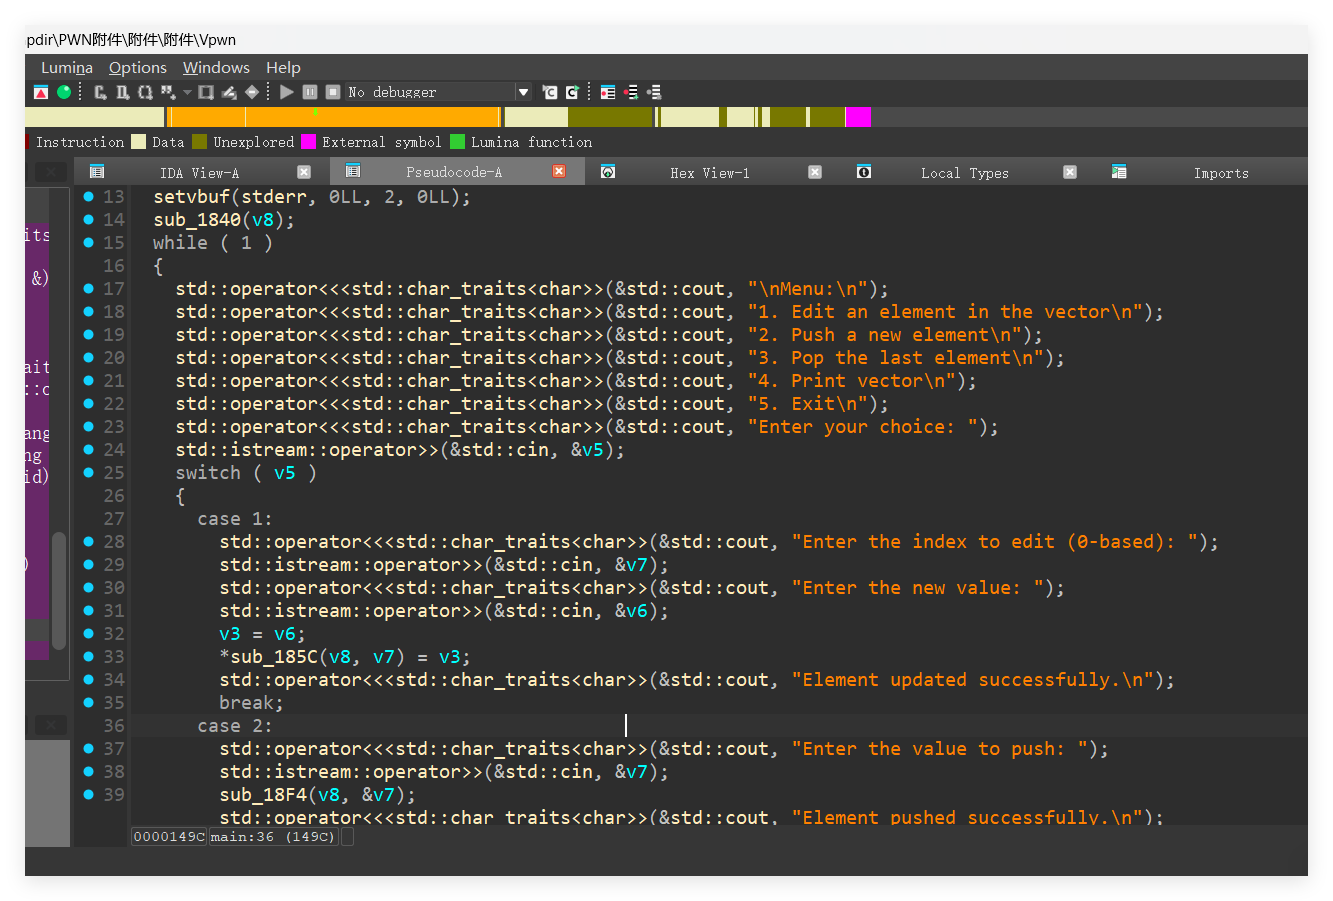 pdir\PWN附件\附件\附件\Vpwn
Lumina Options Windows Help
No debugger
Instruction Data Unexplored External symbol Lumina function
IDA View-A Pseudocode-A Hex View-1 Local Types Imports
its
&)
ait
::c
ang
ng
id)
)
13 setvbuf(stderr, 0LL, 2, 0LL);
14 sub_1840(v8);
15 while ( 1 )
16 {
17 std::operator<<<std::char_traits<char>>(&std::cout, "\nMenu:\n");
18 std::operator<<<std::char_traits<char>>(&std::cout, "1. Edit an element in the vector\n");
19 std::operator<<<std::char_traits<char>>(&std::cout, "2. Push a new element\n");
20 std::operator<<<std::char_traits<char>>(&std::cout, "3. Pop the last element\n");
21 std::operator<<<std::char_traits<char>>(&std::cout, "4. Print vector\n");
22 std::operator<<<std::char_traits<char>>(&std::cout, "5. Exit\n");
23 std::operator<<<std::char_traits<char>>(&std::cout, "Enter your choice: ");
24 std::istream::operator>>(&std::cin, &v5);
25 switch ( v5 )
26 {
27 case 1:
28 std::operator<<<std::char_traits<char>>(&std::cout, "Enter the index to edit (0-based): ");
29 std::istream::operator>>(&std::cin, &v7);
30 std::operator<<<std::char_traits<char>>(&std::cout, "Enter the new value: ");
31 std::istream::operator>>(&std::cin, &v6);
32 v3 = v6;
33 *sub_185C(v8, v7) = v3;
34 std::operator<<<std::char_traits<char>>(&std::cout, "Element updated successfully.\n");
35 break;
36 case 2:
37 std::operator<<<std::char_traits<char>>(&std::cout, "Enter the value to push: ");
38 std::istream::operator>>(&std::cin, &v7);
39 sub_18F4(v8, &v7);
std::operator<<<std::char_traits<char>>(&std::cout, "Element pushed successfully.\n");
0000149C main:36 (149C)